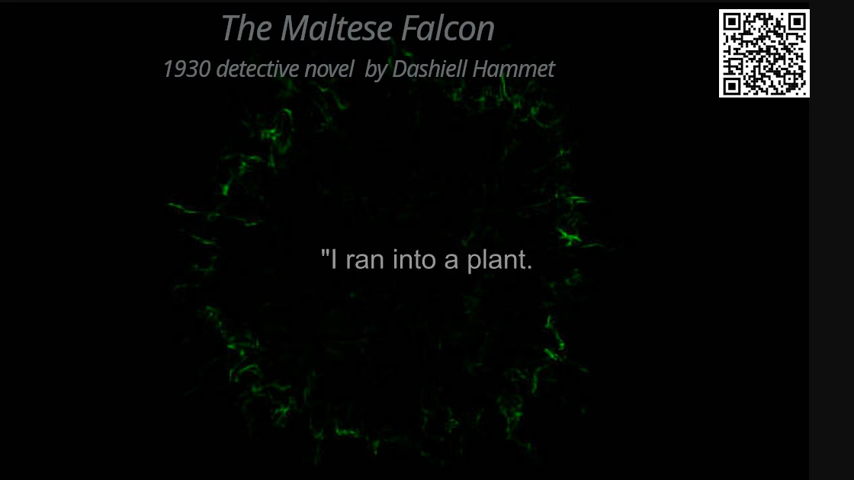 The Maltese Falcon
1930 detective novel by Dashiell Hammet
"I ran into a plant.